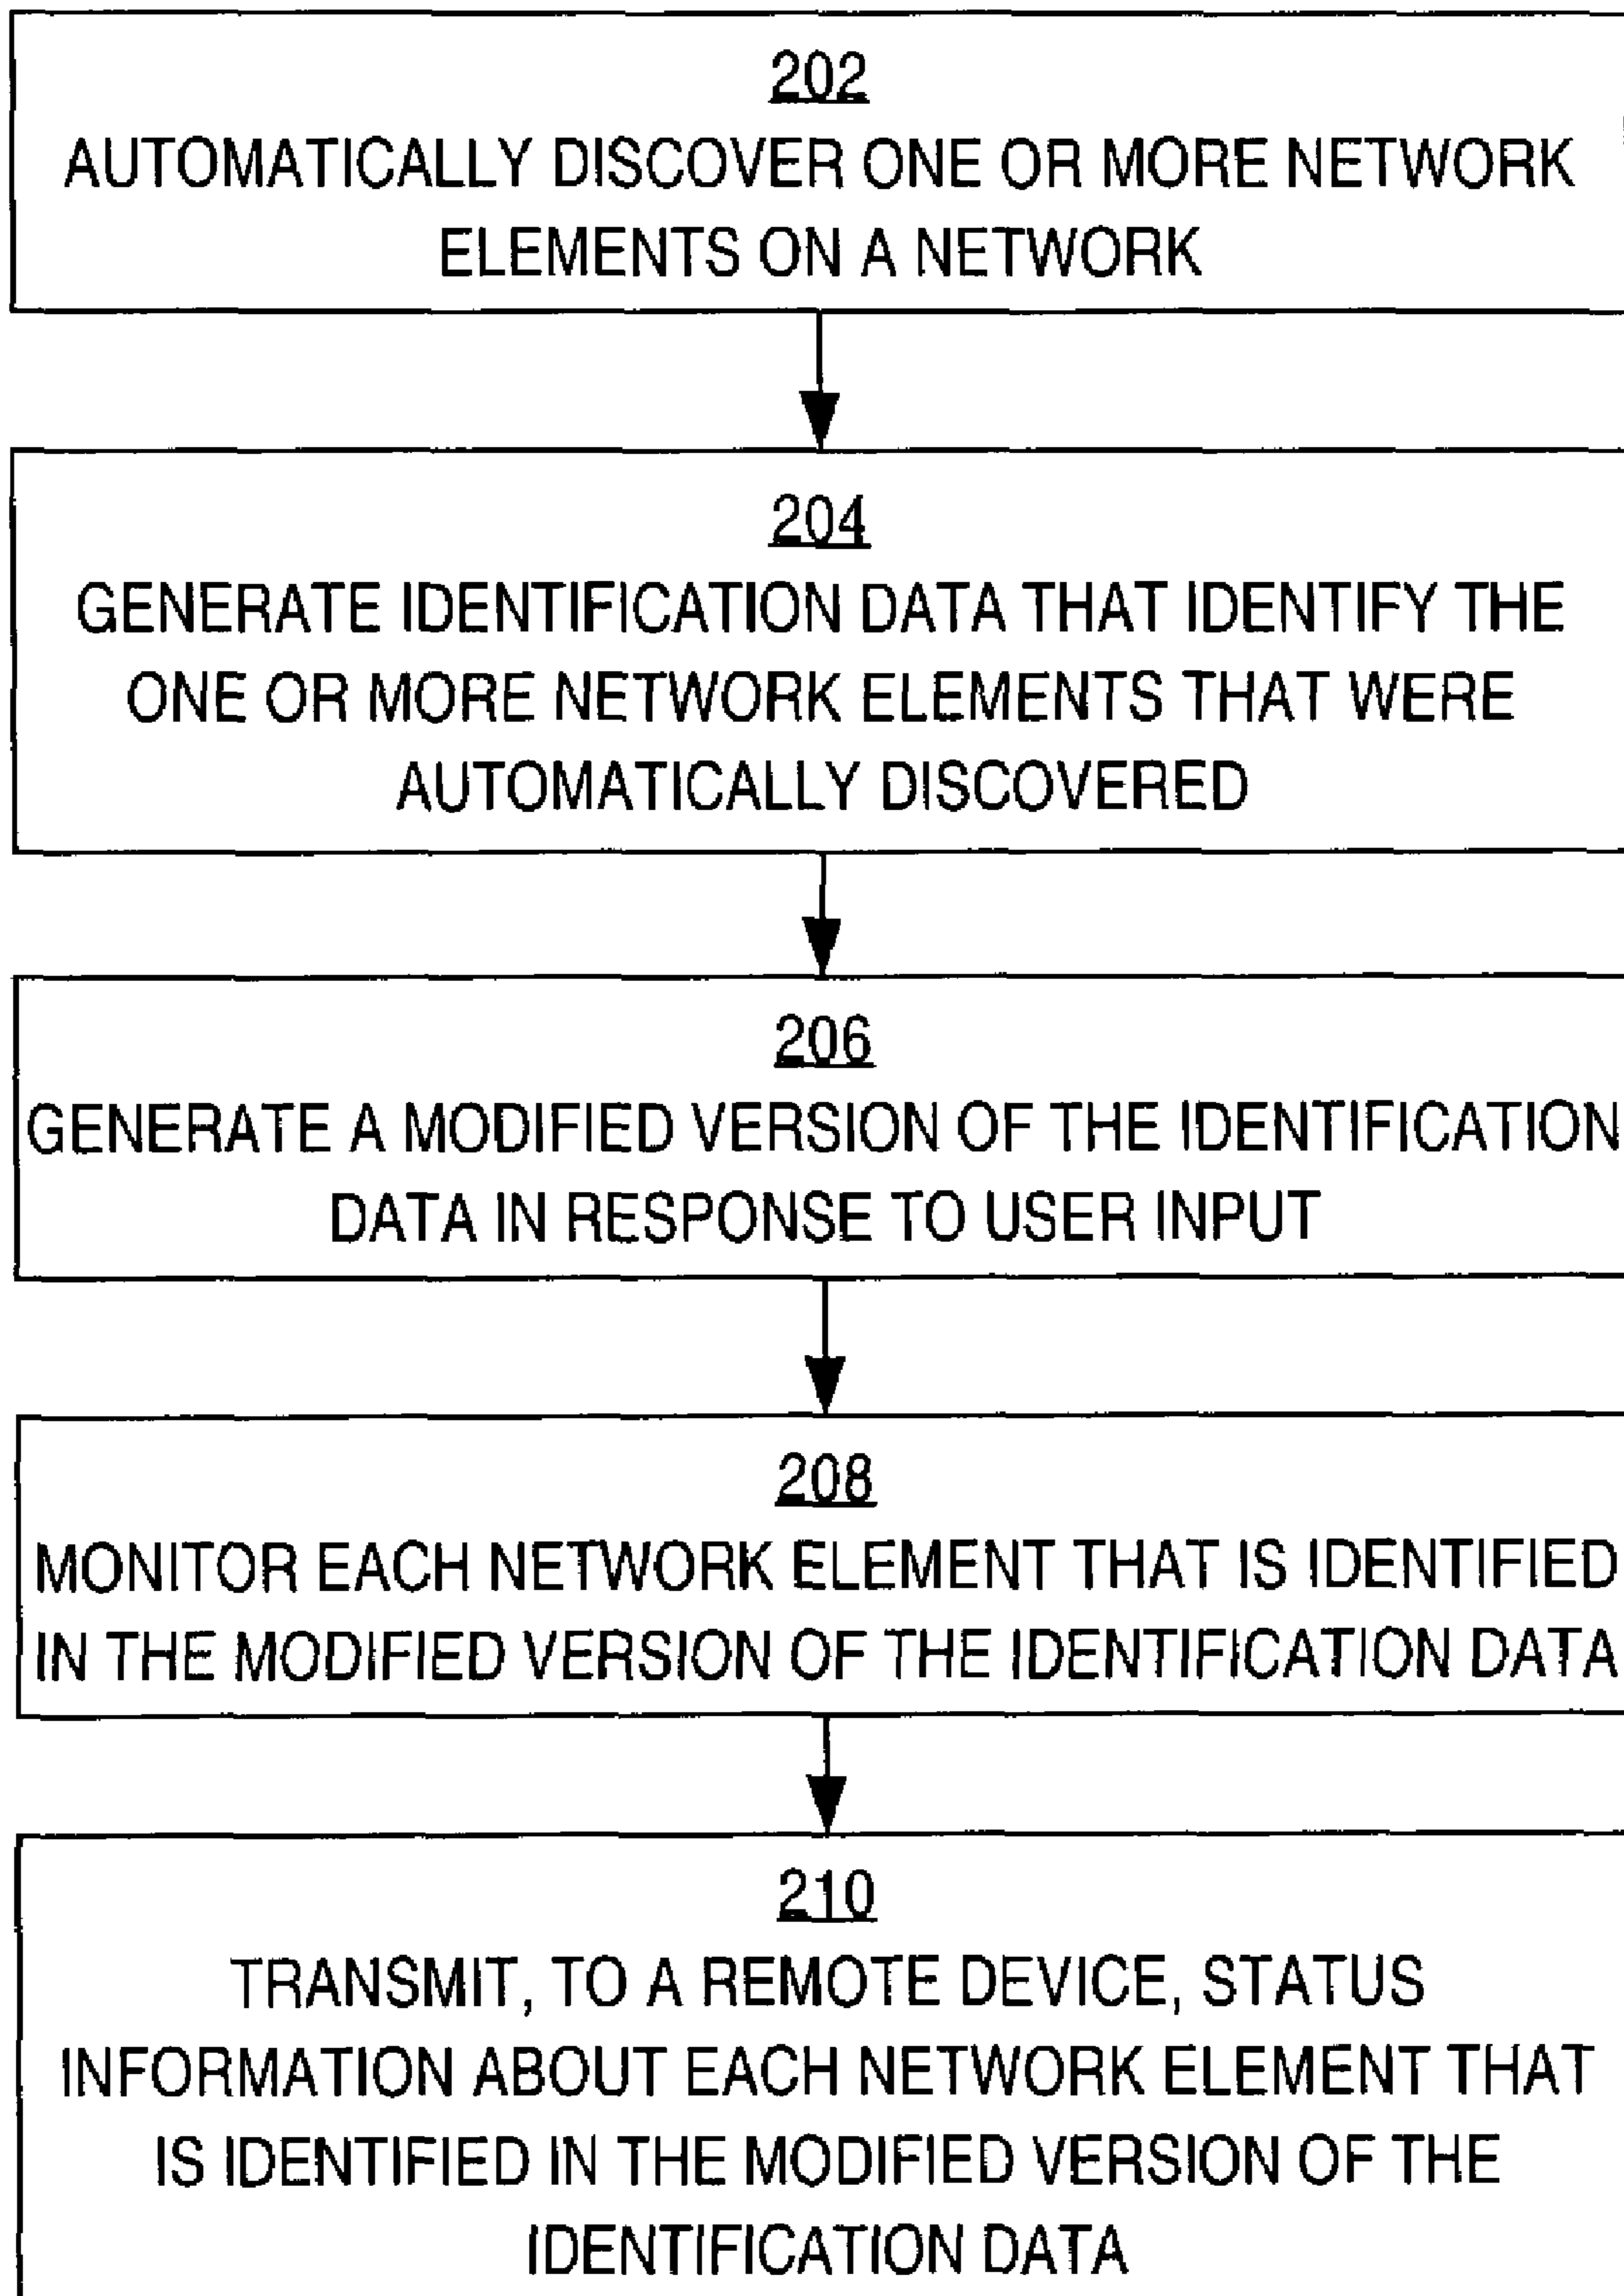 202
AUTOMATICALLY DISCOVER ONE OR MORE NETWORK
ELEMENTS ON A NETWORK
204
GENERATE IDENTIFICATION DATA THAT IDENTIFY THE
ONE OR MORE NETWORK ELEMENTS THAT WERE
AUTOMATICALLY DISCOVERED
206
GENERATE A MODIFIED VERSION OF THE IDENTIFICATION
DATA IN RESPONSE TO USER INPUT
208
MONITOR EACH NETWORK ELEMENT THAT IS IDENTIFIED
IN THE MODIFIED VERSION OF THE IDENTIFICATION DATA
210
TRANSMIT, TO A REMOTE DEVICE, STATUS
INFORMATION ABOUT EACH NETWORK ELEMENT THAT
IS IDENTIFIED IN THE MODIFIED VERSION OF THE
IDENTIFICATION DATA